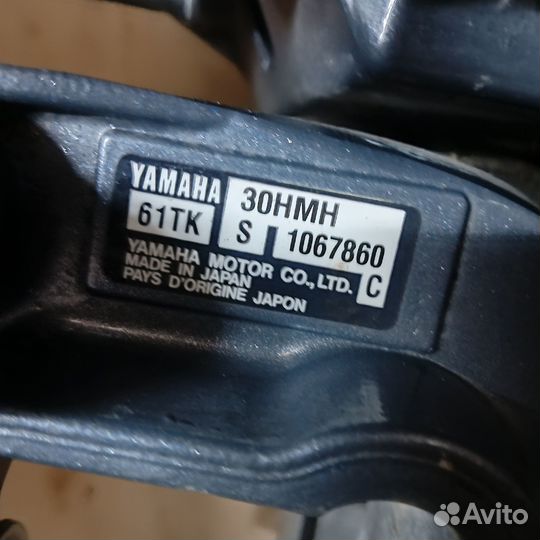 YAMAHA 30HMH
61TK S 1067860
YAMAHA MOTOR CO.,LTD. C
MADE IN JAPAN
PAYS D'ORIGINE JAPON
Avito